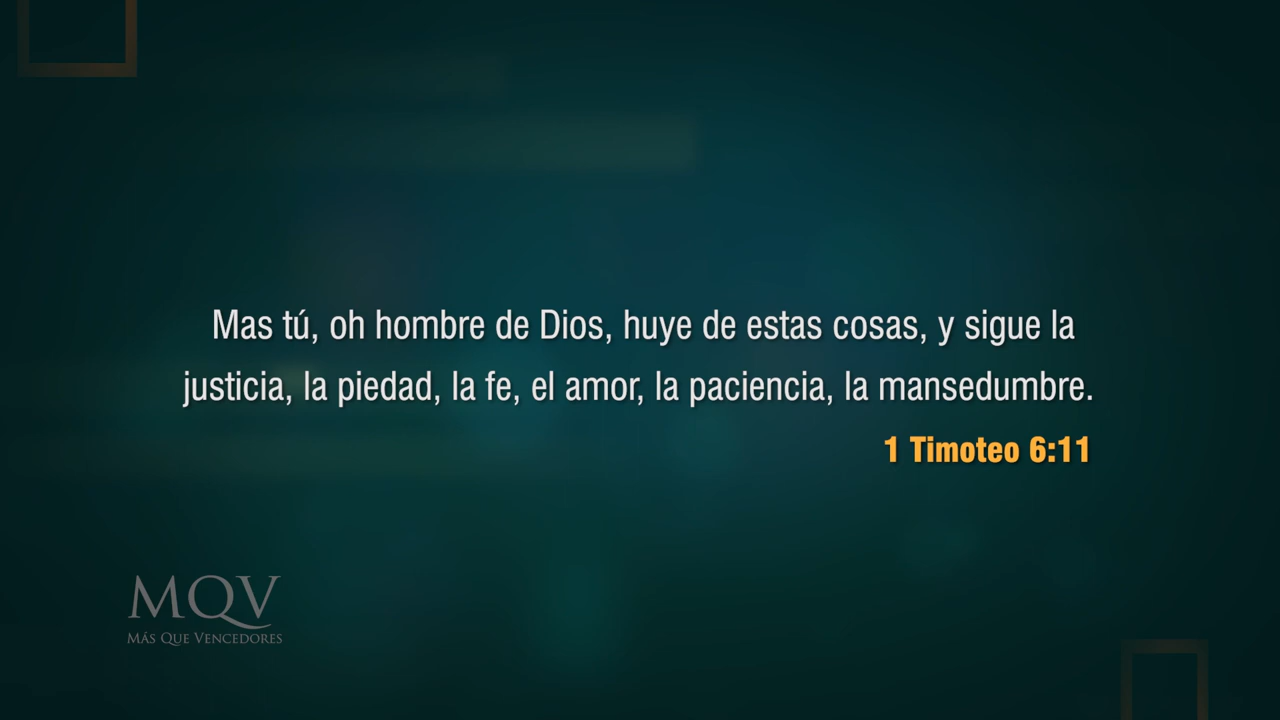 Mas tú, oh hombre de Dios, huye de estas cosas, y sigue la
justicia, la piedad, la fe, el amor, la paciencia, la mansedumbre.
1 Timoteo 6:11
MQV
MÁS QUE VENCEDORES